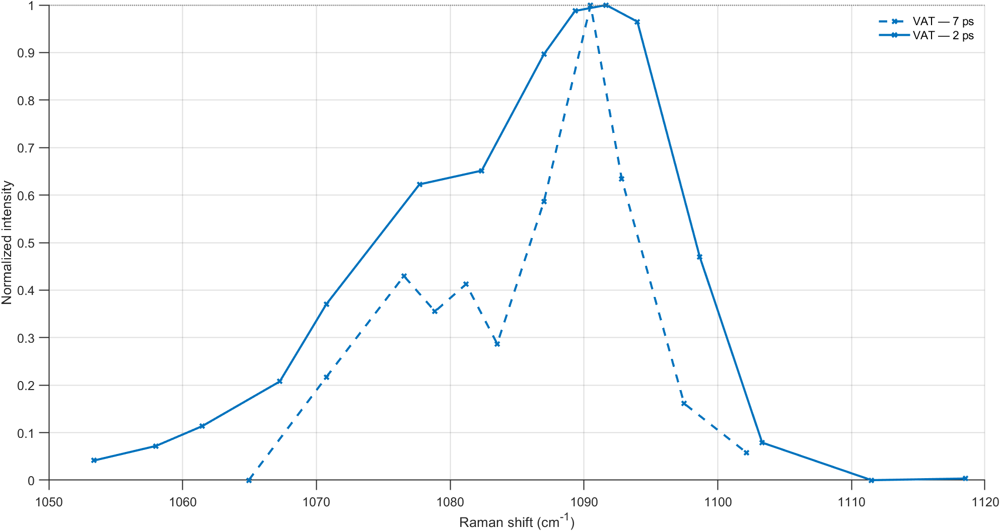 1
0.9
0.8
0.7
0.6
0.5
0.4
0.3
0.2
0.1
0
Normalized intensity
VAT — 7 ps
VAT — 2 ps
1050 1060 1070 1080 1090 1100 1110 1120
Raman shift (cm⁻¹)